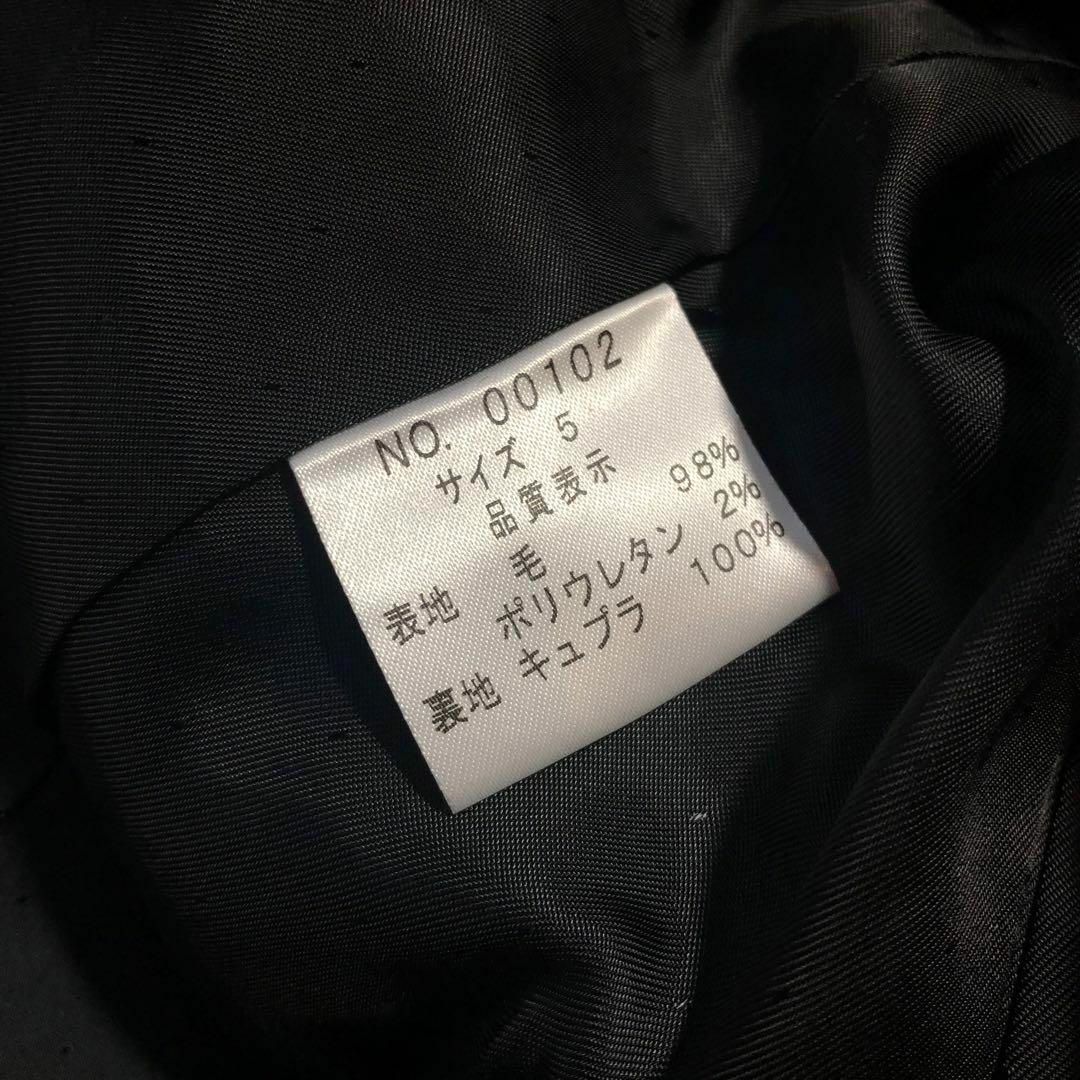 NO. 00102
サイズ 5
品質表示
表地 毛 98%
ポリウレタン 2%
裏地 キュプラ 100%